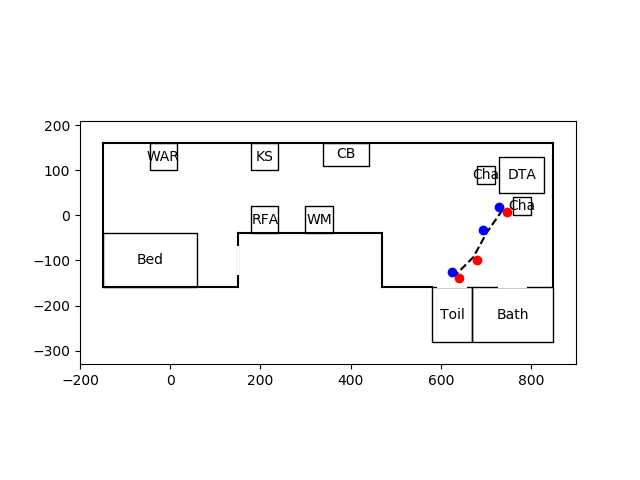 200
100
0
−100
−200
−300
WAR
KS
CB
Cha
DTA
Cha
RFA
WM
Bed
Toil
Bath
−200
0
200
400
600
800